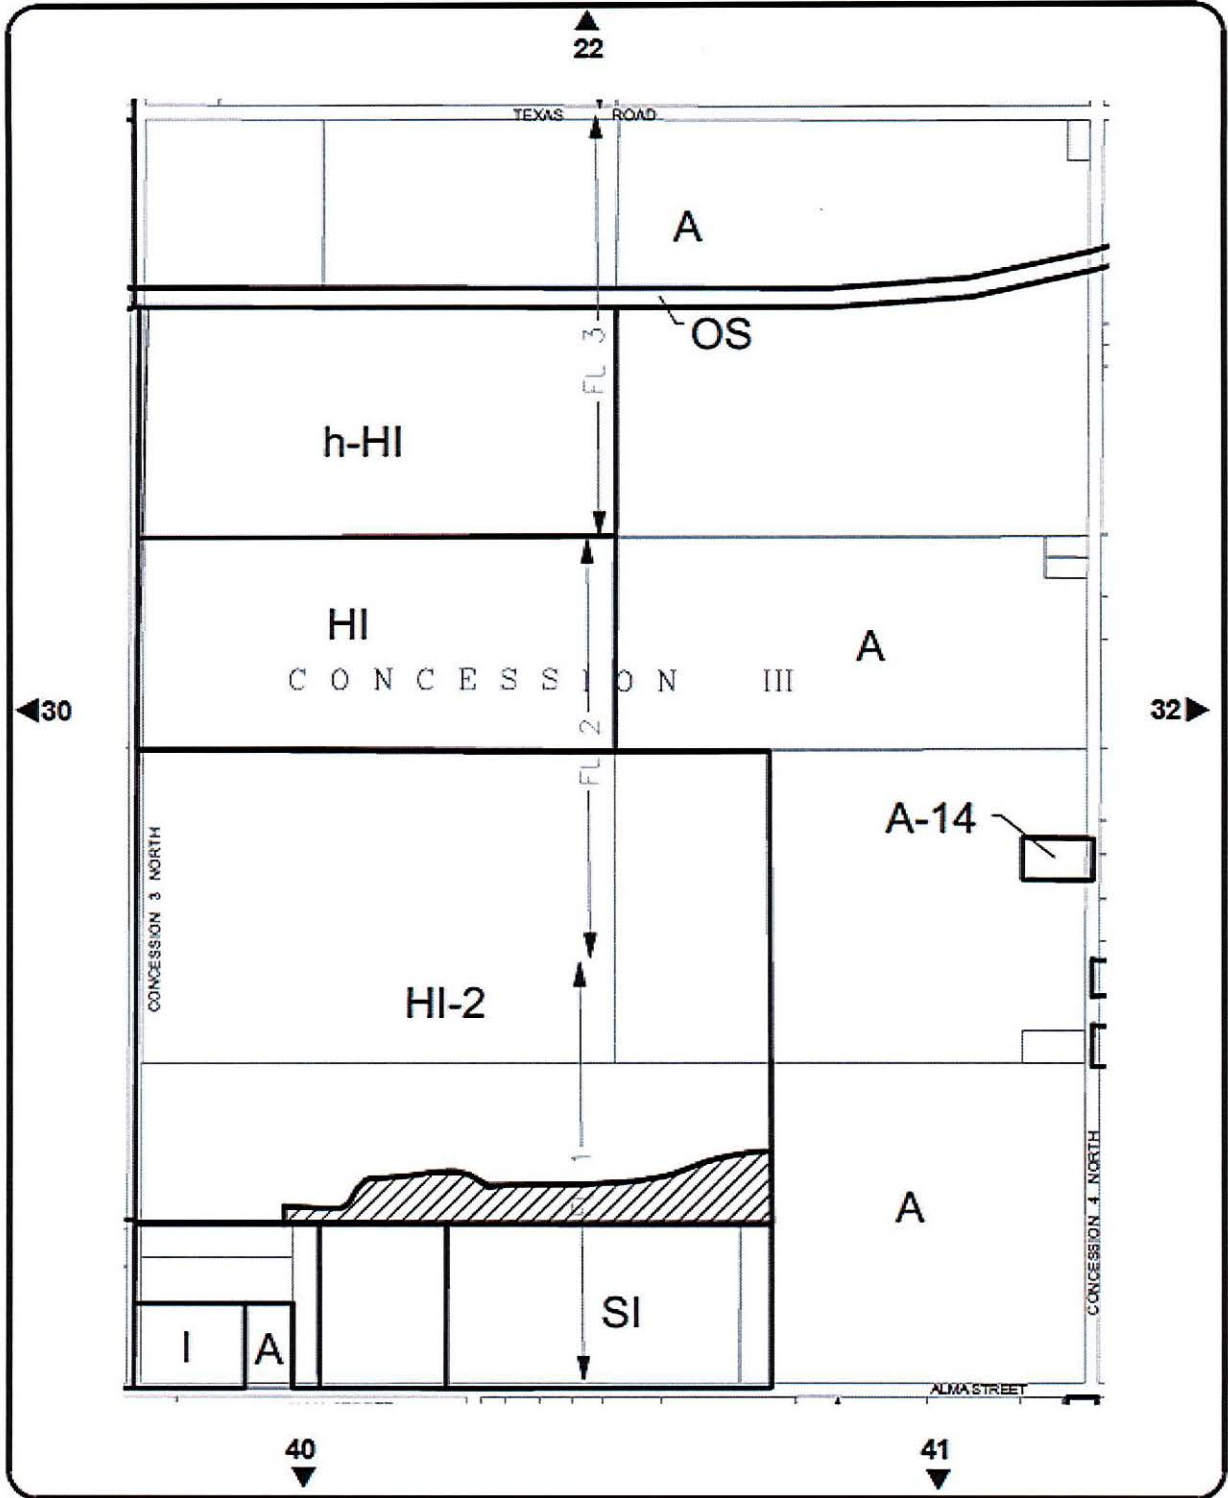 22
TEXAS ROAD
A
OS
FL 3
h-HI
HI
A
CONCESSION III
30
32
FL 2
A-14
CONCESSION 3 NORTH
HI-2
1
A
CONCESSION 4 NORTH
SI
I
A
ALMA STREET
40
41